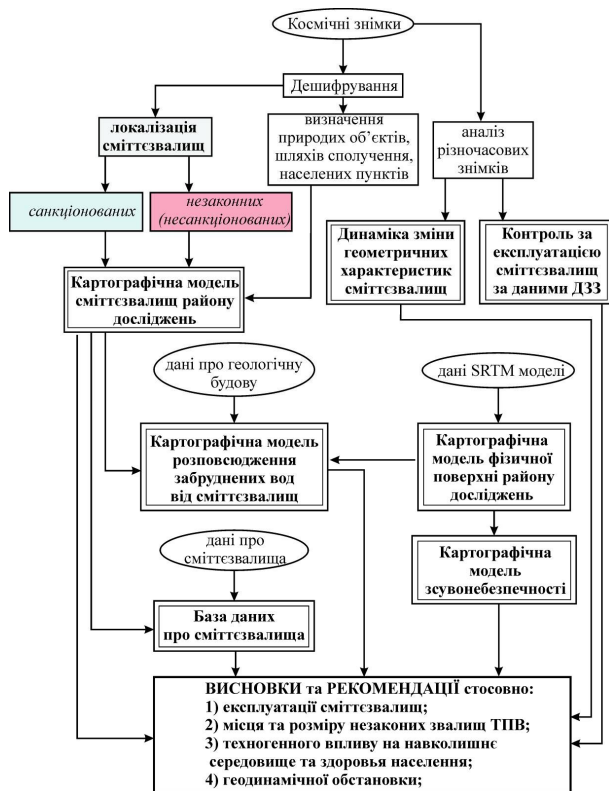 Космічні знімки
Дешифрування
локалізація
сміттєзвалищ
визначення
природих об’єктів,
шляхів сполучення,
населених пунктів
аналіз
різночасових
знімків
санкціонованих
незаконних
(несанкціонованих)
Динаміка зміни
геометричних
характеристик
сміттєзвалищ
Контроль за
експлуатацією
сміттєзвалищ
за даними ДЗЗ
Картографічна модель
сміттєзвалищ району
досліджень
дані про геологічну
будову
дані SRTM моделі
Картографічна модель
розповсюдження
забруднених вод
від сміттєзвалищ
Картографічна
модель фізичної
поверхні району
досліджень
дані про
сміттєзвалища
Картографічна
модель
зсувонебезпечності
База даних
про сміттєзвалища
ВИСНОВКИ та РЕКОМЕНДАЦІЇ стосовно:
1) експлуатації сміттєзвалищ;
2) місця та розміру незаконих звалищ ТПВ;
3) техногенного впливу на навколишнє
середовище та здоровья населення;
4) геодинамічної обстановки;